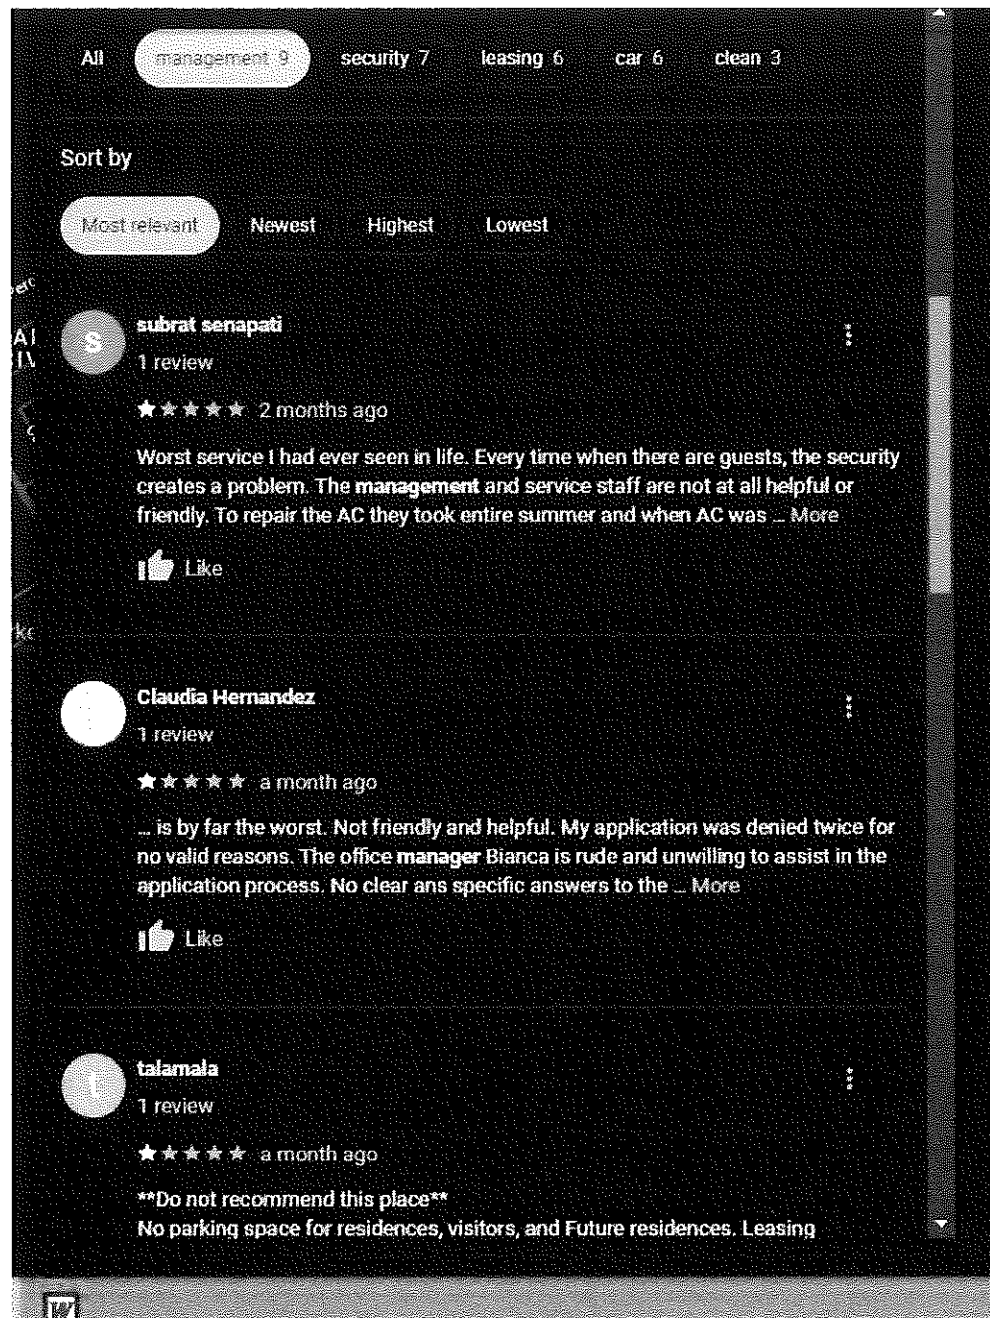 All management 9 security 7 leasing 6 car 6 clean 3
Sort by
Most relevant Newest Highest Lowest
S
subrat senapati
1 review
2 months ago
Worst service I had ever seen in life. Every time when there are guests, the security
creates a problem. The management and service staff are not at all helpful or
friendly. To repair the AC they took entire summer and when AC was ... More
Like
Claudia Hernandez
1 review
a month ago
... is by far the worst. Not friendly and helpful. My application was denied twice for
no valid reasons. The office manager Bianca is rude and unwilling to assist in the
application process. No clear ans specific answers to the ... More
Like
t
talamala
1 review
a month ago
**Do not recommend this place**
No parking space for residences, visitors, and Future residences. Leasing
W